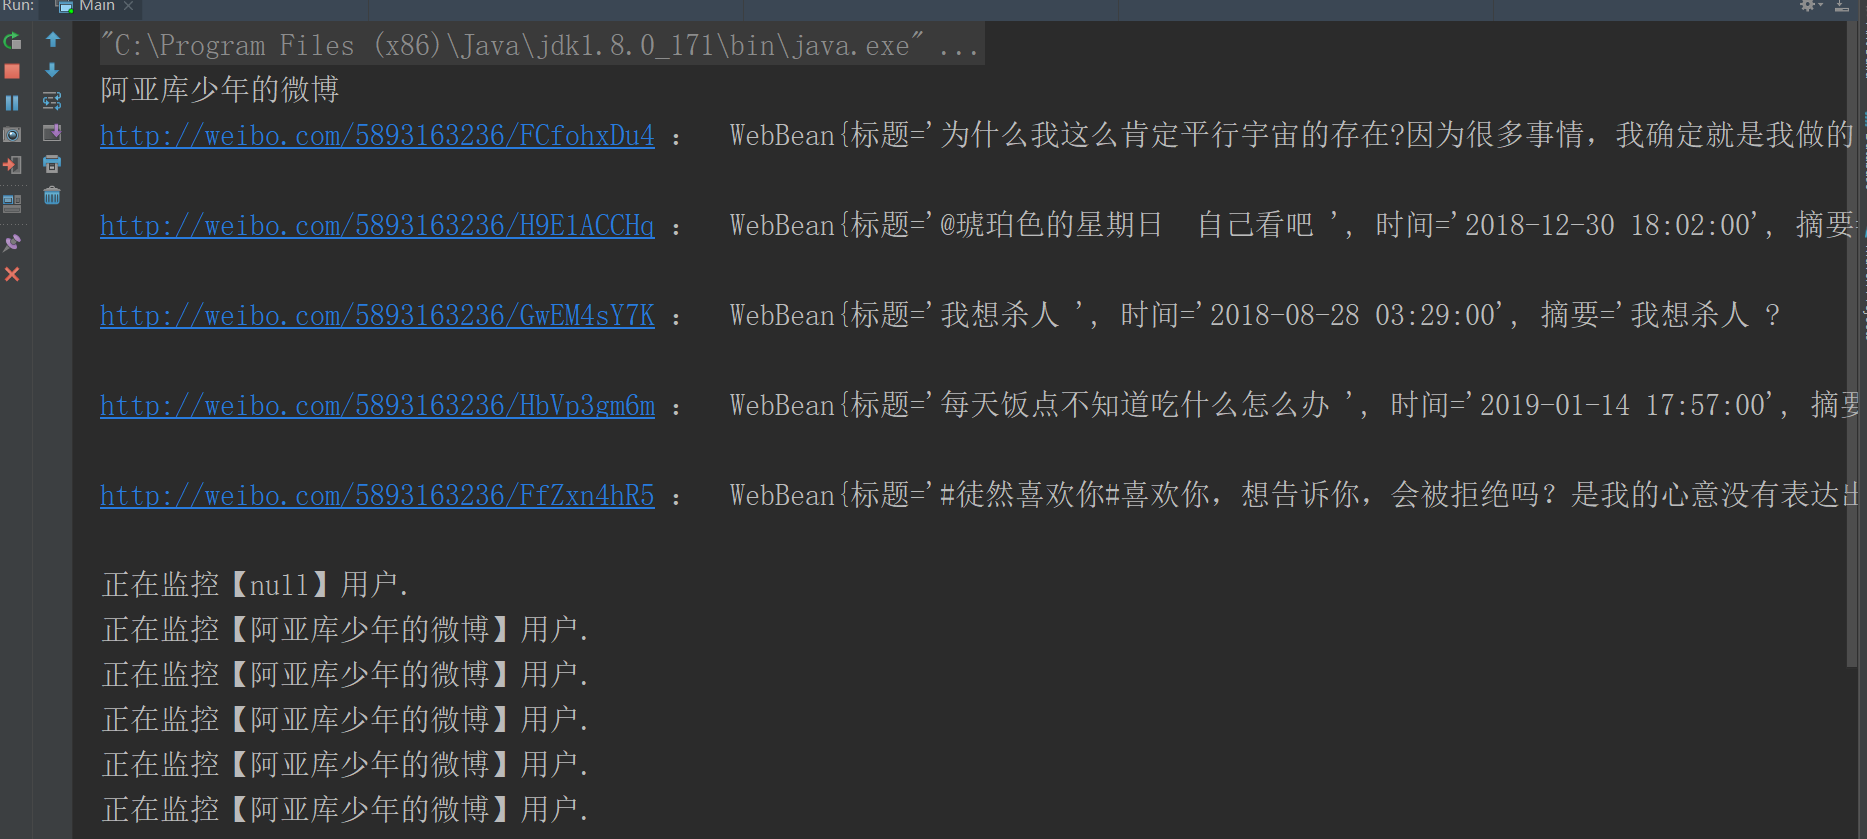 Run: Main
"C:\Program Files (x86)\Java\jdk1.8.0_171\bin\java.exe" ...
阿亚库少年的微博
http://weibo.com/5893163236/FCfohxDu4 : WebBean{标题='为什么我这么肯定平行宇宙的存在?因为很多事情，我确定就是我做的
http://weibo.com/5893163236/H9E1ACCHq : WebBean{标题='@琥珀色的星期日  自己看吧 ', 时间='2018-12-30 18:02:00', 摘要=
http://weibo.com/5893163236/GwEM4sY7K : WebBean{标题='我想杀人 ', 时间='2018-08-28 03:29:00', 摘要='我想杀人 ?
http://weibo.com/5893163236/HbVp3gm6m : WebBean{标题='每天饭点不知道吃什么怎么办 ', 时间='2019-01-14 17:57:00', 摘要
http://weibo.com/5893163236/FfZxn4hR5 : WebBean{标题='#徒然喜欢你#喜欢你，想告诉你，会被拒绝吗？是我的心意没有表达出
正在监控【null】用户.
正在监控【阿亚库少年的微博】用户.
正在监控【阿亚库少年的微博】用户.
正在监控【阿亚库少年的微博】用户.
正在监控【阿亚库少年的微博】用户.
正在监控【阿亚库少年的微博】用户.